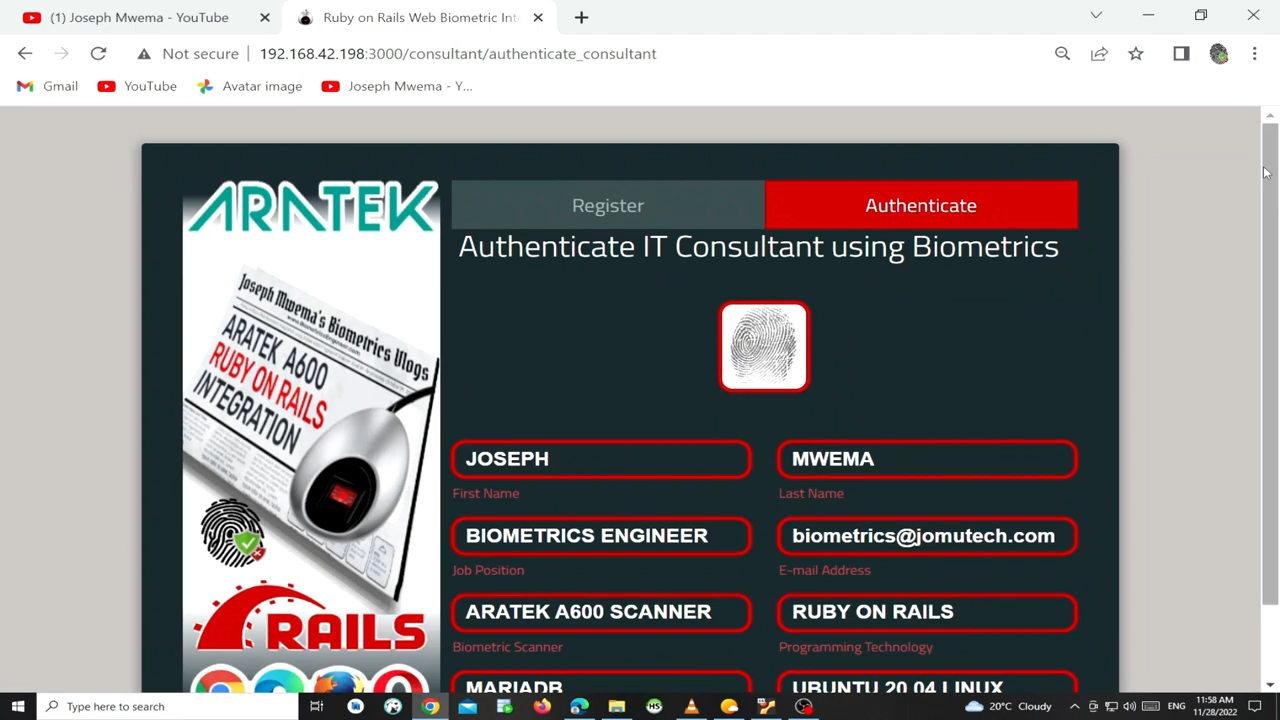 (1) Joseph Mwema - YouTube
Ruby on Rails Web Biometric Int
Not secure
192.168.42.198:3000/consultant/authenticate_consultant
Gmail
YouTube
Avatar image
Joseph Mwema - Y...
ARATEK
Joseph Mwema's Biometrics Vlogs
ARATEK A600
RUBY ON RAILS
INTEGRATION
RAILS
Register
Authenticate
Authenticate IT Consultant using Biometrics
JOSEPH
MWEMA
First Name
Last Name
BIOMETRICS ENGINEER
biometrics@jomutech.com
Job Position
E-mail Address
ARATEK A600 SCANNER
RUBY ON RAILS
Biometric Scanner
Programming Technology
MARIADB
UBUNTU 20.04 LINUX
Type here to search
HS
20°C Cloudy
ENG
11:58 AM
11/28/2022